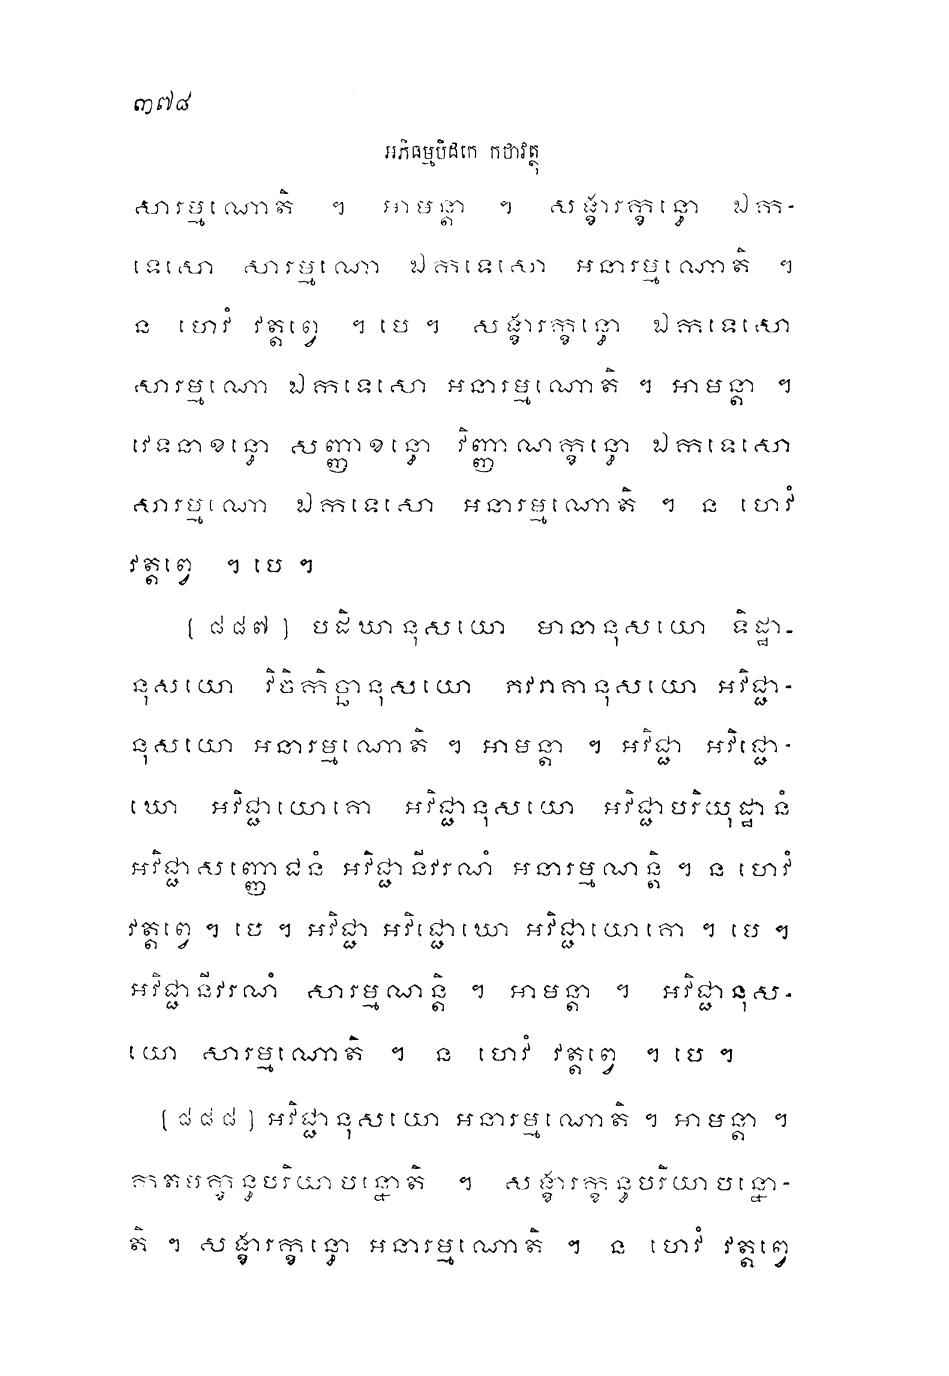 ៣៧៨
អភិធម្មបិដកេ កថាវត្ថុ
សារម្មណោតិ ។ អាមន្តា ។ សង្ខារក្ខន្ធោ ឯក-
ទេសោ សារម្មណោ ឯកទេសោ អនារម្មណោតិ ។
ន ហេវំ វត្តព្វេ ។ បេ ។ សង្ខារក្ខន្ធោ ឯកទេសោ
សារម្មណោ ឯកទេសោ អនារម្មណោតិ ។ អាមន្តា ។
វេទនាខន្ធោ សញ្ញាខន្ធោ វិញ្ញាណក្ខន្ធោ ឯកទេសោ
សារម្មណោ ឯកទេសោ អនារម្មណោតិ ។ ន ហេវំ
វត្តព្វេ ។ បេ ។
(៨៨៧) បដិឃានុសយោ មានានុសយោ ទិដ្ឋា-
នុសយោ វិចិកិច្ឆានុសយោ ភវរាគានុសយោ អវិជ្ជា-
នុសយោ អនារម្មណោតិ ។ អាមន្តា ។ អវិជ្ជា អវិជ្ជោ-
ឃោ អវិជ្ជាយោគោ អវិជ្ជានុសយោ អវិជ្ជាបរិយុដ្ឋានំ
អវិជ្ជាសញ្ញោជនំ អវិជ្ជានីវរណំ អនារម្មណន្តិ ។ ន ហេវំ
វត្តព្វេ ។ បេ ។ អវិជ្ជា អវិជ្ជោឃោ អវិជ្ជាយោគោ ។ បេ ។
អវិជ្ជានីវរណំ សារម្មណន្តិ ។ អាមន្តា ។ អវិជ្ជានុស-
យោ សារម្មណោតិ ។ ន ហេវំ វត្តព្វេ ។ បេ ។
(៨៨៨) អវិជ្ជានុសយោ អនារម្មណោតិ ។ អាមន្តា ។
កតមក្ខន្ធបរិយាបន្នោតិ ។ សង្ខារក្ខន្ធបរិយាបន្នោ-
តិ ។ សង្ខារក្ខន្ធោ អនារម្មណោតិ ។ ន ហេវំ វត្តព្វេ